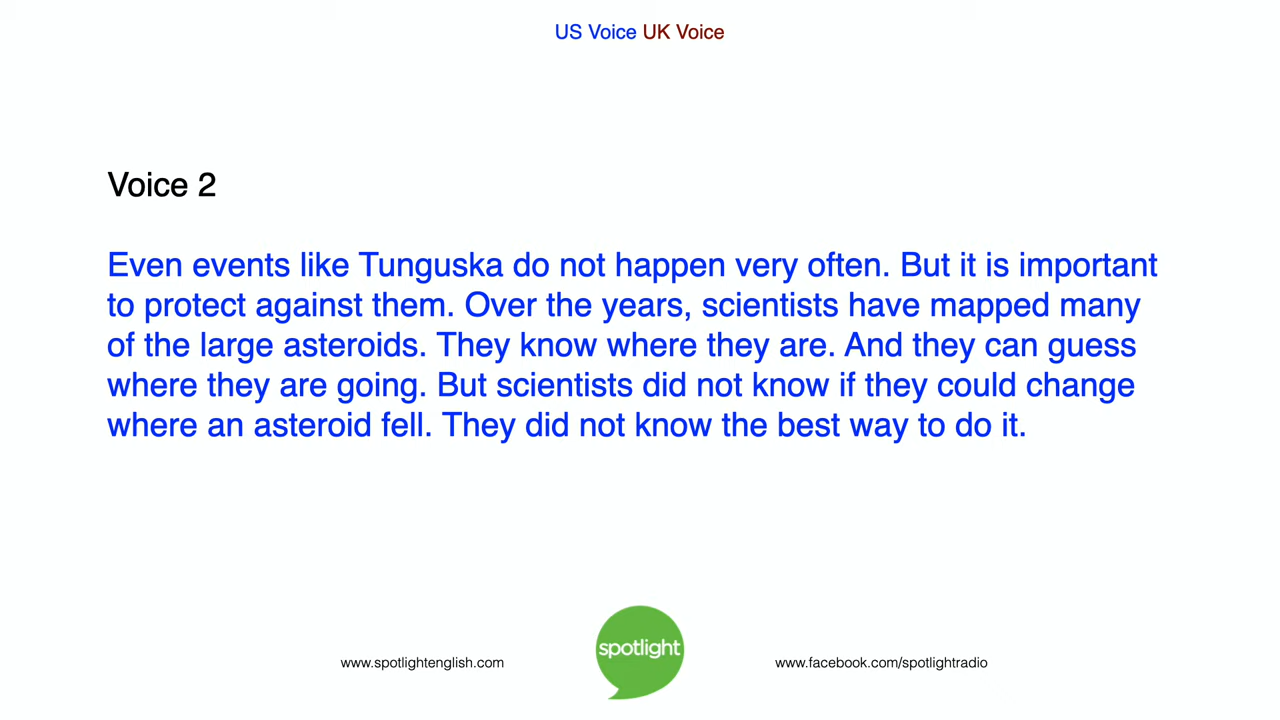 US Voice UK Voice
Voice 2
Even events like Tunguska do not happen very often. But it is important
to protect against them. Over the years, scientists have mapped many
of the large asteroids. They know where they are. And they can guess
where they are going. But scientists did not know if they could change
where an asteroid fell. They did not know the best way to do it.
www.spotlightenglish.com
spotlight
www.facebook.com/spotlightradio